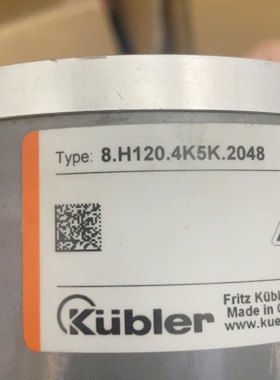 Type: 8.H120.4K5K.2048
Kübler
Fritz Kübl
Made in G
www.kue